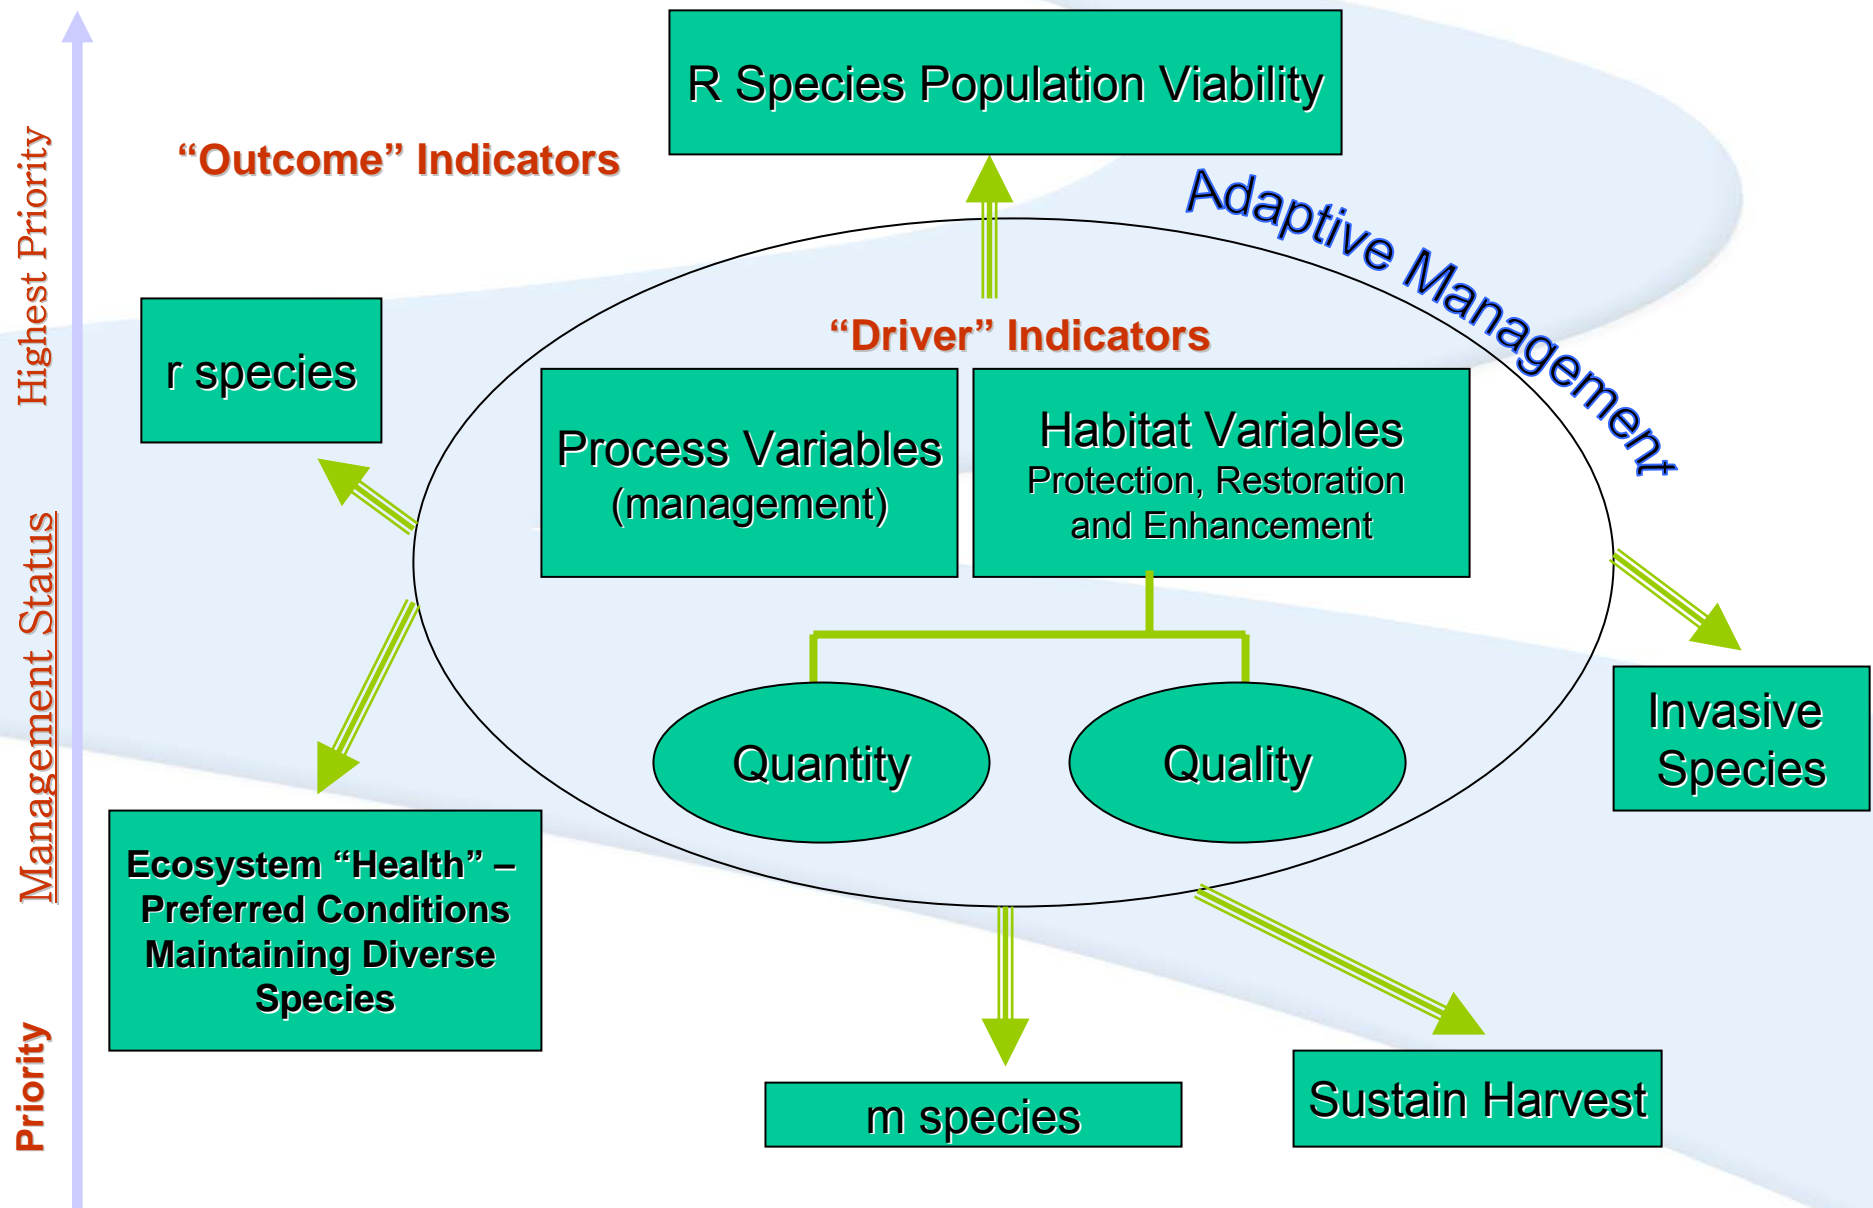 R Species Population Viability
“Outcome” Indicators
Adaptive Management
Highest Priority
r species
“Driver” Indicators
Process Variables
(management)
Habitat Variables
Protection, Restoration
and Enhancement
Management Status
Quantity
Quality
Invasive
Species
Ecosystem “Health” –
Preferred Conditions
Maintaining Diverse
Species
Priority
m species
Sustain Harvest